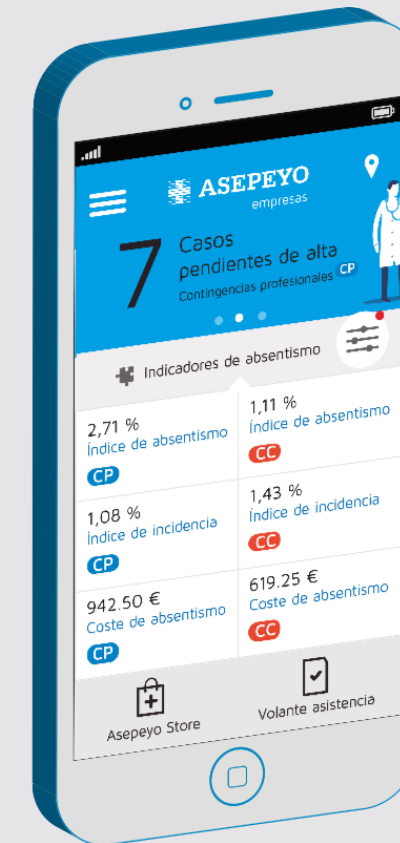 ASEPEYO
empresas
7
Casos
pendientes de alta
Contingencias profesionales CP
Indicadores de absentismo
2,71 %
Índice de absentismo
CP
1,11 %
Índice de absentismo
CC
1,08 %
Índice de incidencia
CP
1,43 %
Índice de incidencia
CC
942.50 €
Coste de absentismo
CP
619.25 €
Coste de absentismo
CC
Asepeyo Store
Volante asistencia